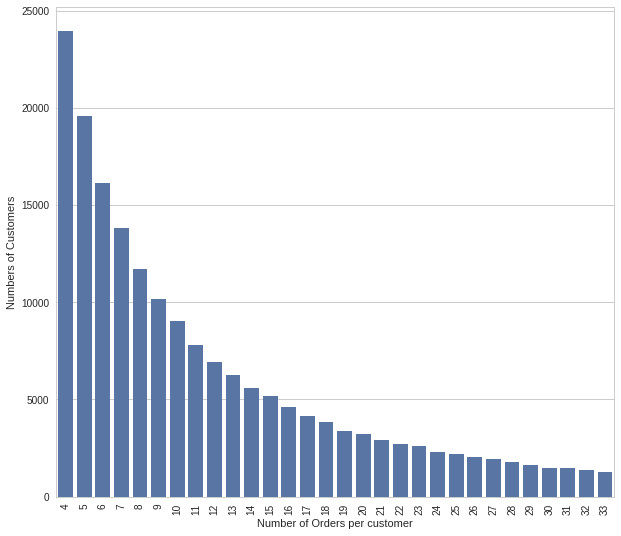 25000
20000
15000
10000
5000
0
Numbers of Customers
4 5 6 7 8 9 10 11 12 13 14 15 16 17 18 19 20 21 22 23 24 25 26 27 28 29 30 31 32 33
Number of Orders per customer